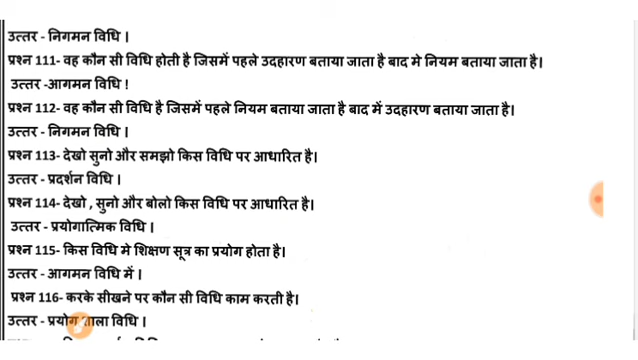 उत्तर - निगमन विधि ।
प्रश्न 111- वह कौन सी विधि होती है जिसमें पहले उदहारण बताया जाता है बाद मे नियम बताया जाता है।
उत्तर -आगमन विधि !
प्रश्न 112- वह कौन सी विधि है जिसमें पहले नियम बताया जाता है बाद में उदहारण बताया जाता है।
उत्तर - निगमन विधि ।
प्रश्न 113- देखो सुनो और समझो किस विधि पर आधारित है।
उत्तर - प्रदर्शन विधि ।
प्रश्न 114- देखो , सुनो और बोलो किस विधि पर आधारित है।
उत्तर - प्रयोगात्मिक विधि ।
प्रश्न 115- किस विधि मे शिक्षण सूत्र का प्रयोग होता है।
उत्तर - आगमन विधि में ।
प्रश्न 116- करके सीखने पर कौन सी विधि काम करती है।
उत्तर - विधि ।